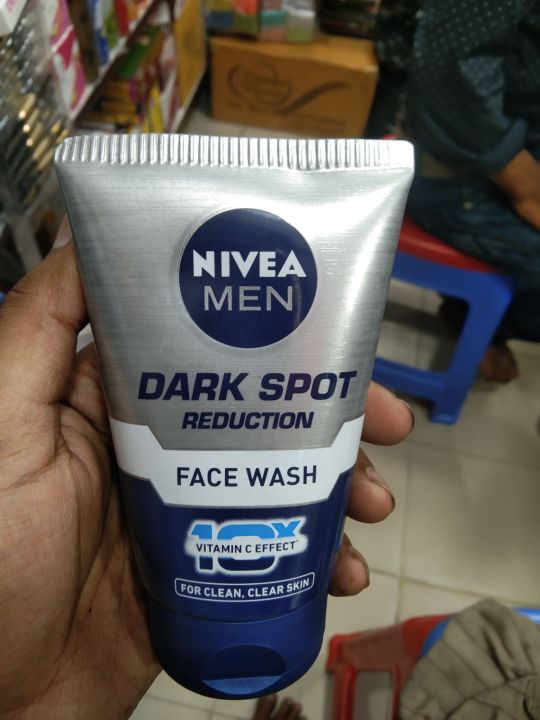 NIVEA
MEN
DARK SPOT
REDUCTION
FACE WASH
10X
VITAMIN C EFFECT*
FOR CLEAN, CLEAR SKIN